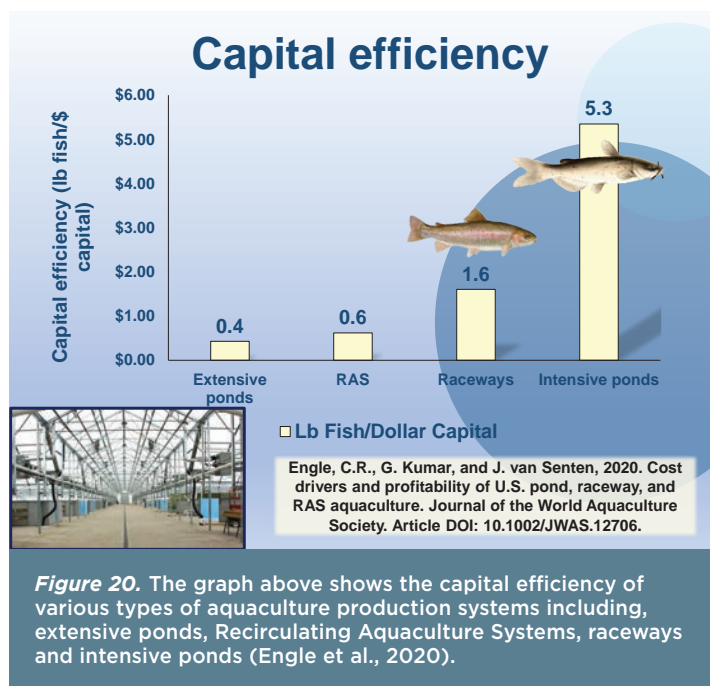 Capital efficiency
Capital efficiency (lb fish/$
capital)
$6.00
$5.00
$4.00
$3.00
$2.00
$1.00
$0.00
0.4
0.6
1.6
5.3
Extensive
ponds
RAS
Raceways
Intensive ponds
Lb Fish/Dollar Capital
Engle, C.R., G. Kumar, and J. van Senten, 2020. Cost
drivers and profitability of U.S. pond, raceway, and
RAS aquaculture. Journal of the World Aquaculture
Society. Article DOI: 10.1002/JWAS.12706.
Figure 20. The graph above shows the capital efficiency of
various types of aquaculture production systems including,
extensive ponds, Recirculating Aquaculture Systems, raceways
and intensive ponds (Engle et al., 2020).